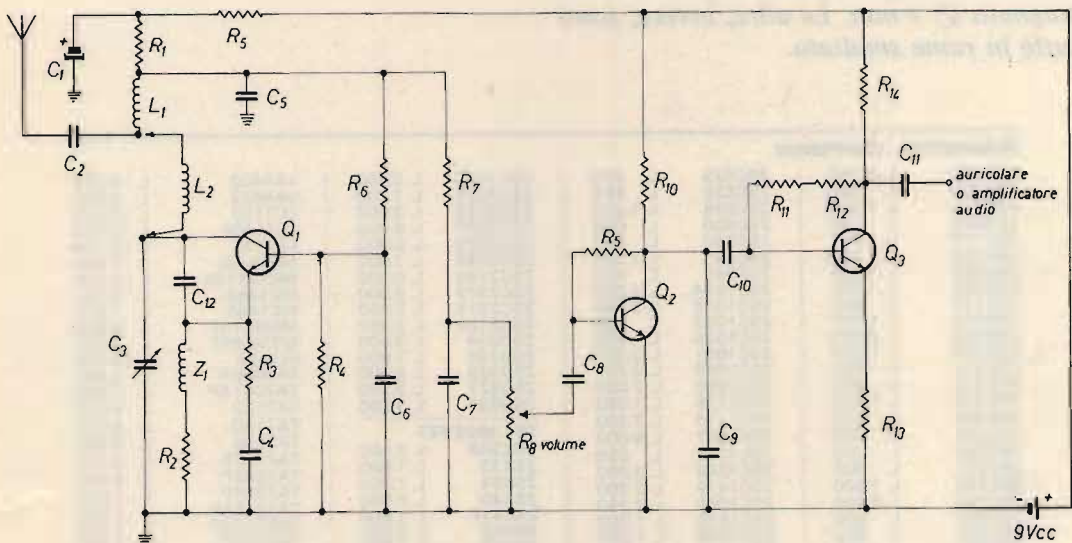 R1
R5
C1
+
L1
C5
C2
L2
R6
R7
R10
R14
C11
auricolare
o amplificatore
audio
R11
R12
Q1
R5
C10
Q3
C12
Q2
C3
Z1
R3
R4
C8
C6
C7
R2
C4
R8 volume
C9
R13
- +
9Vcc